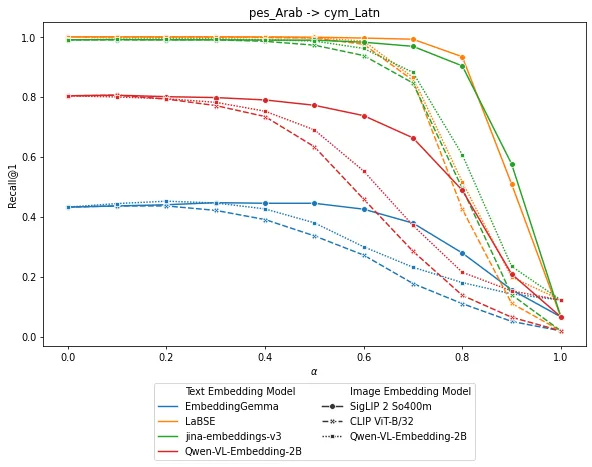 pes_Arab -> cym_Latn
1.0
0.8
0.6
0.4
0.2
0.0
Recall@1
0.0 0.2 0.4 0.6 0.8 1.0
α
Text Embedding Model
EmbeddingGemma
LaBSE
jina-embeddings-v3
Qwen-VL-Embedding-2B
Image Embedding Model
SigLIP 2 So400m
CLIP ViT-B/32
Qwen-VL-Embedding-2B